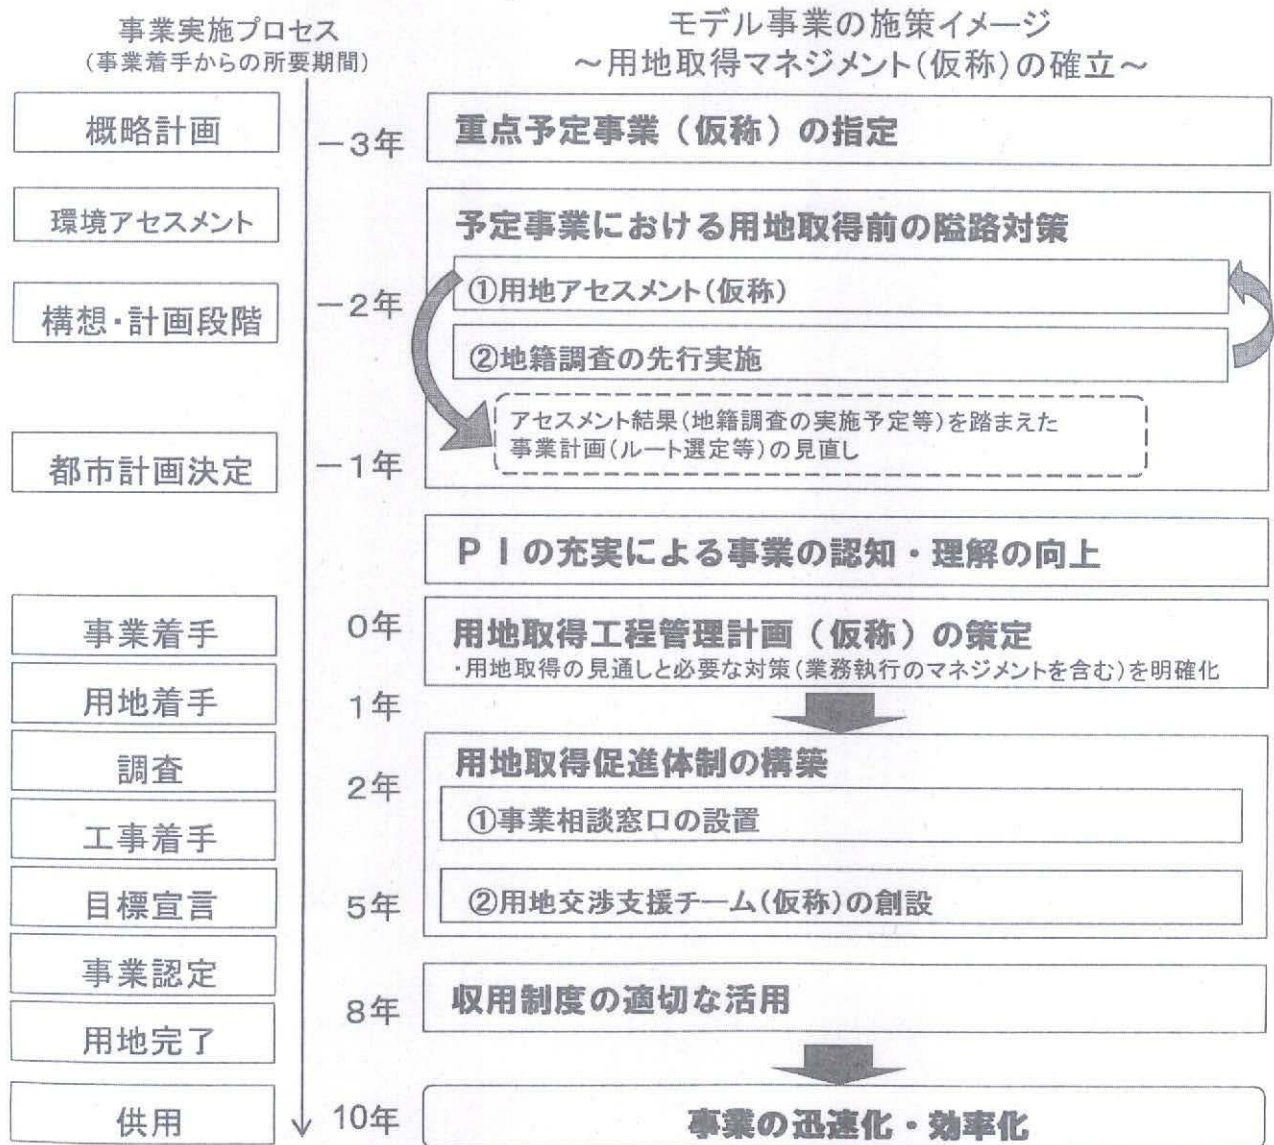 事業実施プロセス
(事業着手からの所要期間)
モデル事業の施策イメージ
～用地取得マネジメント(仮称)の確立～
概略計画
－3年
重点予定事業（仮称）の指定
環境アセスメント
予定事業における用地取得前の隘路対策
①用地アセスメント(仮称)
－2年
構想・計画段階
②地籍調査の先行実施
アセスメント結果(地籍調査の実施予定等)を踏まえた
事業計画(ルート選定等)の見直し
都市計画決定
－1年
ＰＩの充実による事業の認知・理解の向上
事業着手
0年
用地取得工程管理計画（仮称）の策定
・用地取得の見通しと必要な対策(業務執行のマネジメントを含む)を明確化
用地着手
1年
調査
2年
用地取得促進体制の構築
①事業相談窓口の設置
工事着手
目標宣言
5年
②用地交渉支援チーム(仮称)の創設
事業認定
8年
収用制度の適切な活用
用地完了
供用
10年
事業の迅速化・効率化